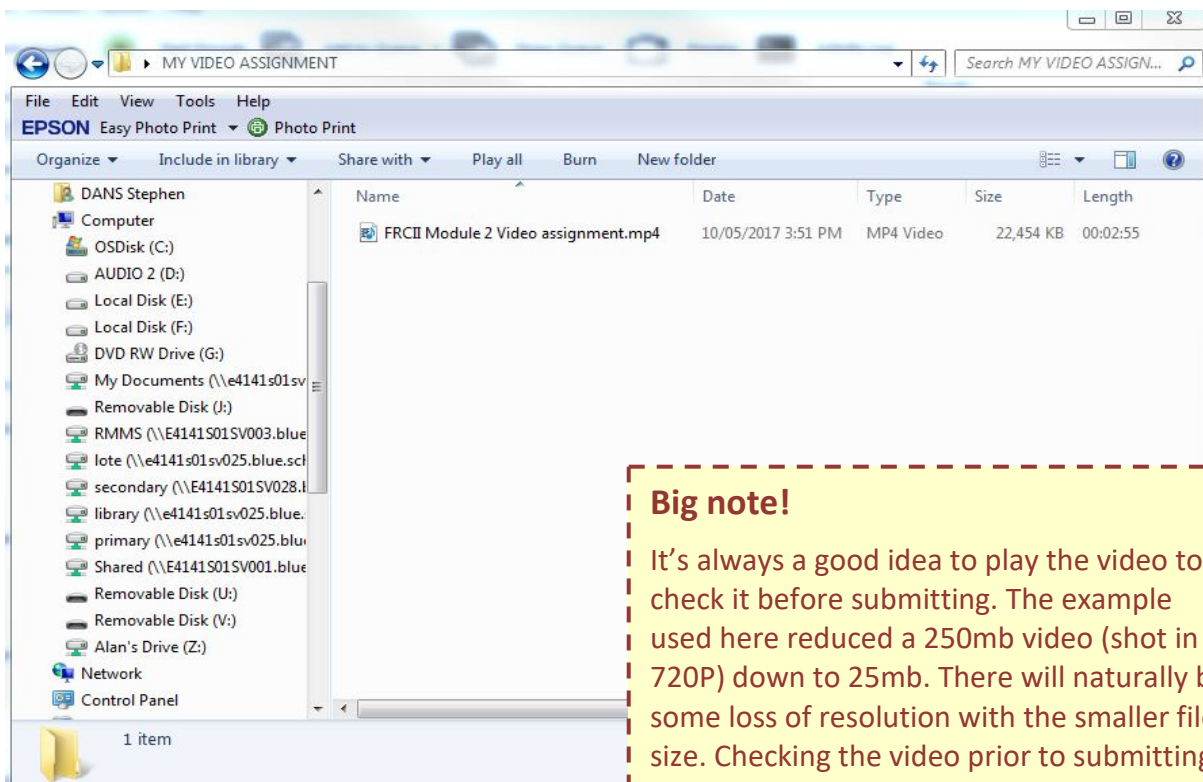 MY VIDEO ASSIGNMENT
Search MY VIDEO ASSIGN...
File Edit View Tools Help
EPSON Easy Photo Print Photo Print
Organize Include in library Share with Play all Burn New folder
DANS Stephen
Computer
OSDisk (C:)
AUDIO 2 (D:)
Local Disk (E:)
Local Disk (F:)
DVD RW Drive (G:)
My Documents (\\e4141s01sv
Removable Disk (J:)
RMMS (\\E4141S01SV003.blue
lote (\\e4141s01sv025.blue.sch
secondary (\\E4141S01SV028.b
library (\\e4141s01sv025.blue.
primary (\\e4141s01sv025.blu
Shared (\\E4141S01SV001.blue
Removable Disk (U:)
Removable Disk (V:)
Alan's Drive (Z:)
Network
Control Panel
Name Date Type Size Length
FRCII Module 2 Video assignment.mp4 10/05/2017 3:51 PM MP4 Video 22,454 KB 00:02:55
1 item
Big note!
It's always a good idea to play the video to
check it before submitting. The example
used here reduced a 250mb video (shot in
720P) down to 25mb. There will naturally b
some loss of resolution with the smaller file
size. Checking the video prior to submitting